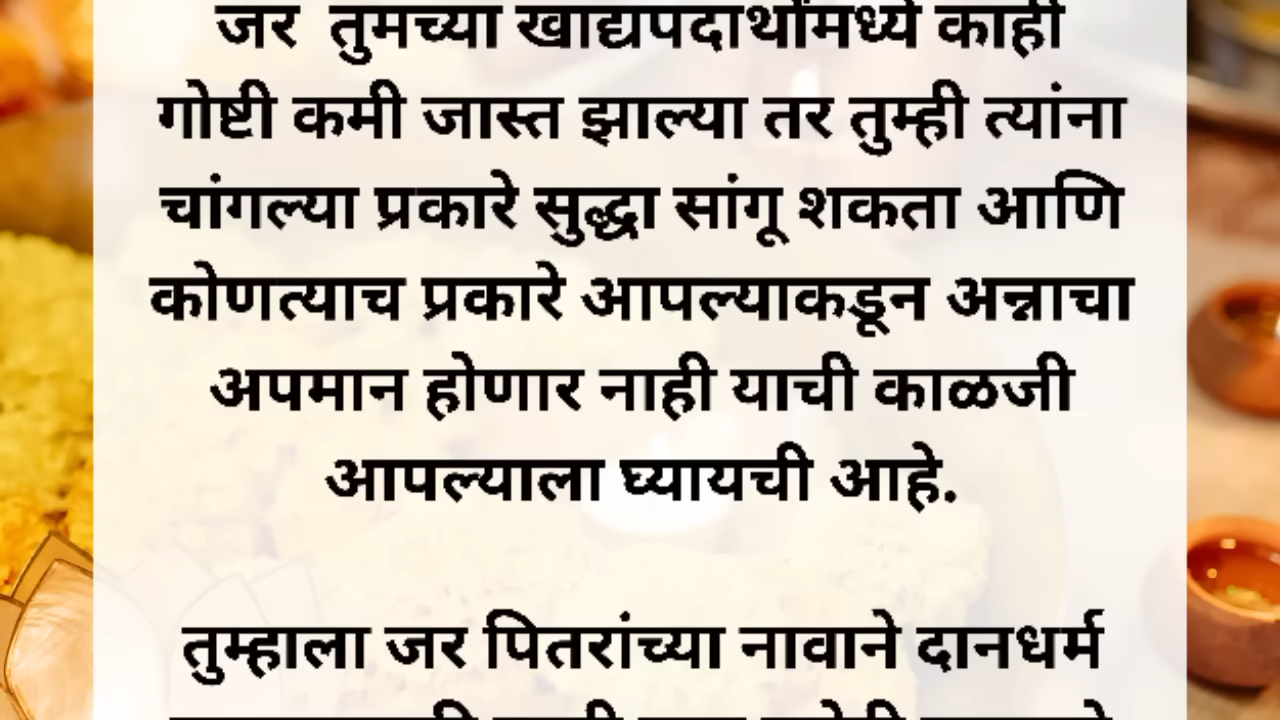 जर तुमच्या खाद्यपदार्थांमध्ये काही
गोष्टी कमी जास्त झाल्या तर तुम्ही त्यांना
चांगल्या प्रकारे सुद्धा सांगू शकता आणि
कोणत्याच प्रकारे आपल्याकडून अन्नाचा
अपमान होणार नाही याची काळजी
आपल्याला घ्यायची आहे.
तुम्हाला जर पितरांच्या नावाने दानधर्म